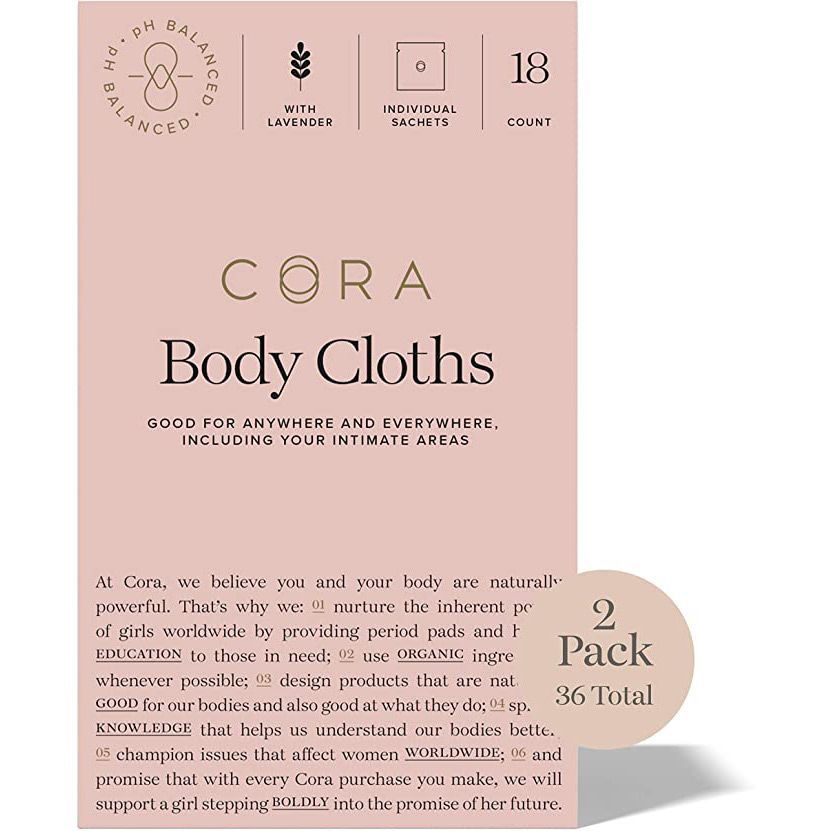 pH BALANCED • pH BALANCED •
WITH
LAVENDER
INDIVIDUAL
SACHETS
18
COUNT
CORA
Body Cloths
GOOD FOR ANYWHERE AND EVERYWHERE,
INCLUDING YOUR INTIMATE AREAS
At Cora, we believe you and your body are naturally
powerful. That's why we: 01 nurture the inherent
of girls worldwide by providing period pads and
EDUCATION to those in need; 02 use ORGANIC
whenever possible; 03 design products that are
GOOD for our bodies and also good at what they do; 04
KNOWLEDGE that helps us understand our bodies
05 champion issues that affect women WORLDWIDE; 06 and
promise that with every Cora purchase you make, we will
support a girl stepping BOLDLY into the promise of her future.
2
Pack
36 Total